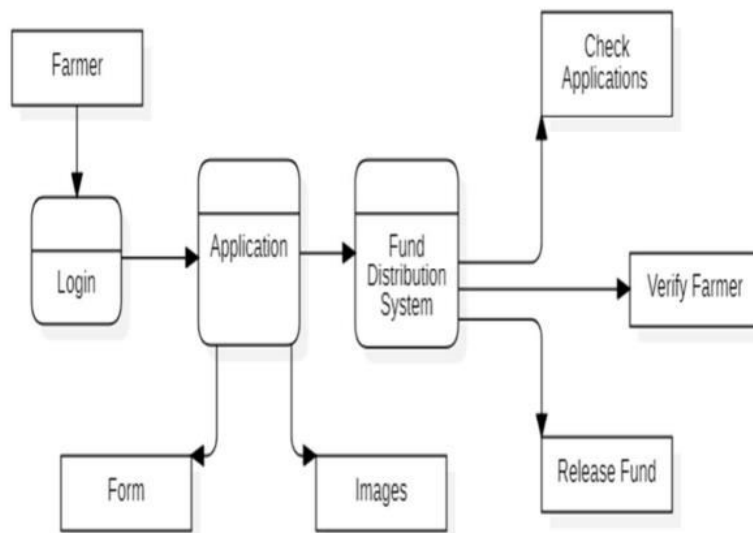 Farmer
Check
Applications
Login
Application
Fund
Distribution
System
Verify Farmer
Form
Images
Release Fund